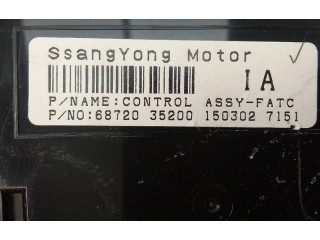 SsangYong Motor
IA
P/NAME:CONTROL ASSY-FATC
P/NO:68720 35200 150302 7151